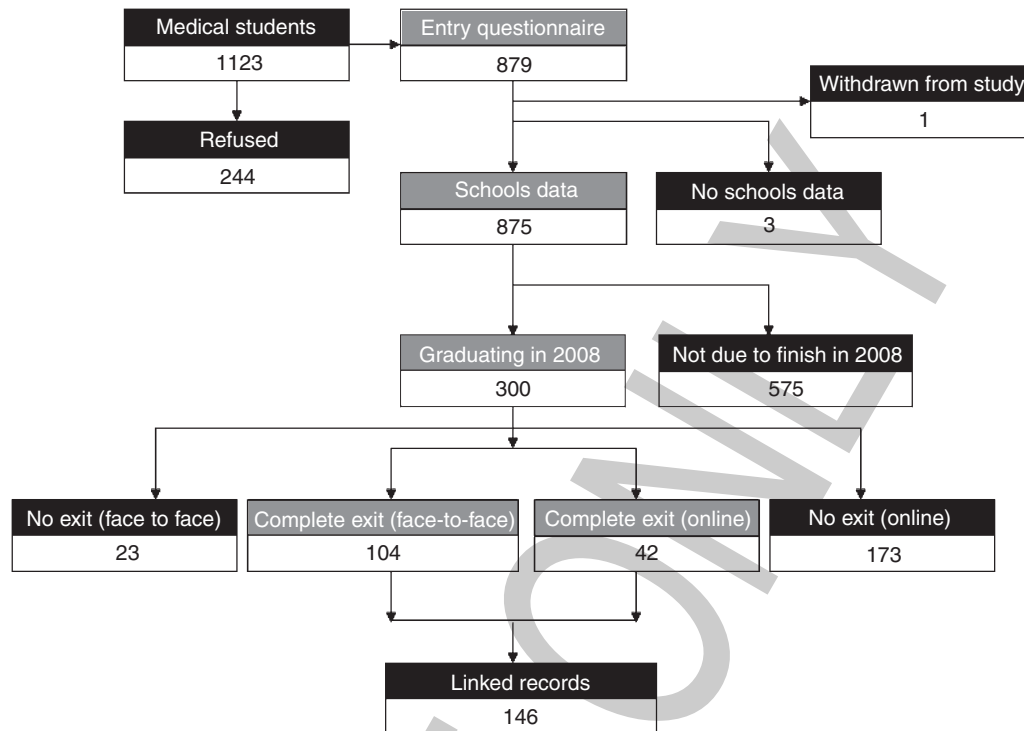 Medical students
1123
Entry questionnaire
879
Withdrawn from study
1
Refused
244
Schools data
875
No schools data
3
Graduating in 2008
300
Not due to finish in 2008
575
No exit (face to face)
23
Complete exit (face-to-face)
104
Complete exit (online)
42
No exit (online)
173
Linked records
146
ONLY